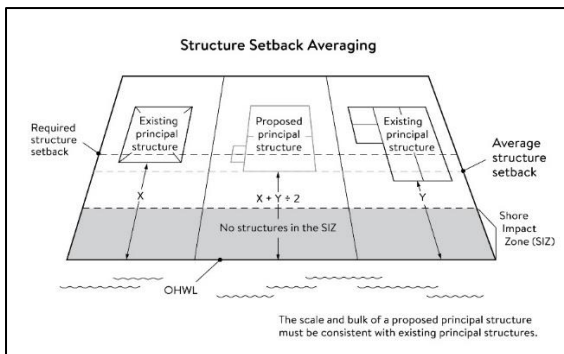 Structure Setback Averaging
Existing
principal
structure
Proposed
principal
structure
Existing
principal
structure
Required
structure
setback
Average
structure
setback
X
X + Y ÷ 2
Y
No structures in the SIZ
Shore
Impact
Zone (SIZ)
OHWL
The scale and bulk of a proposed principal structure
must be consistent with existing principal structures.